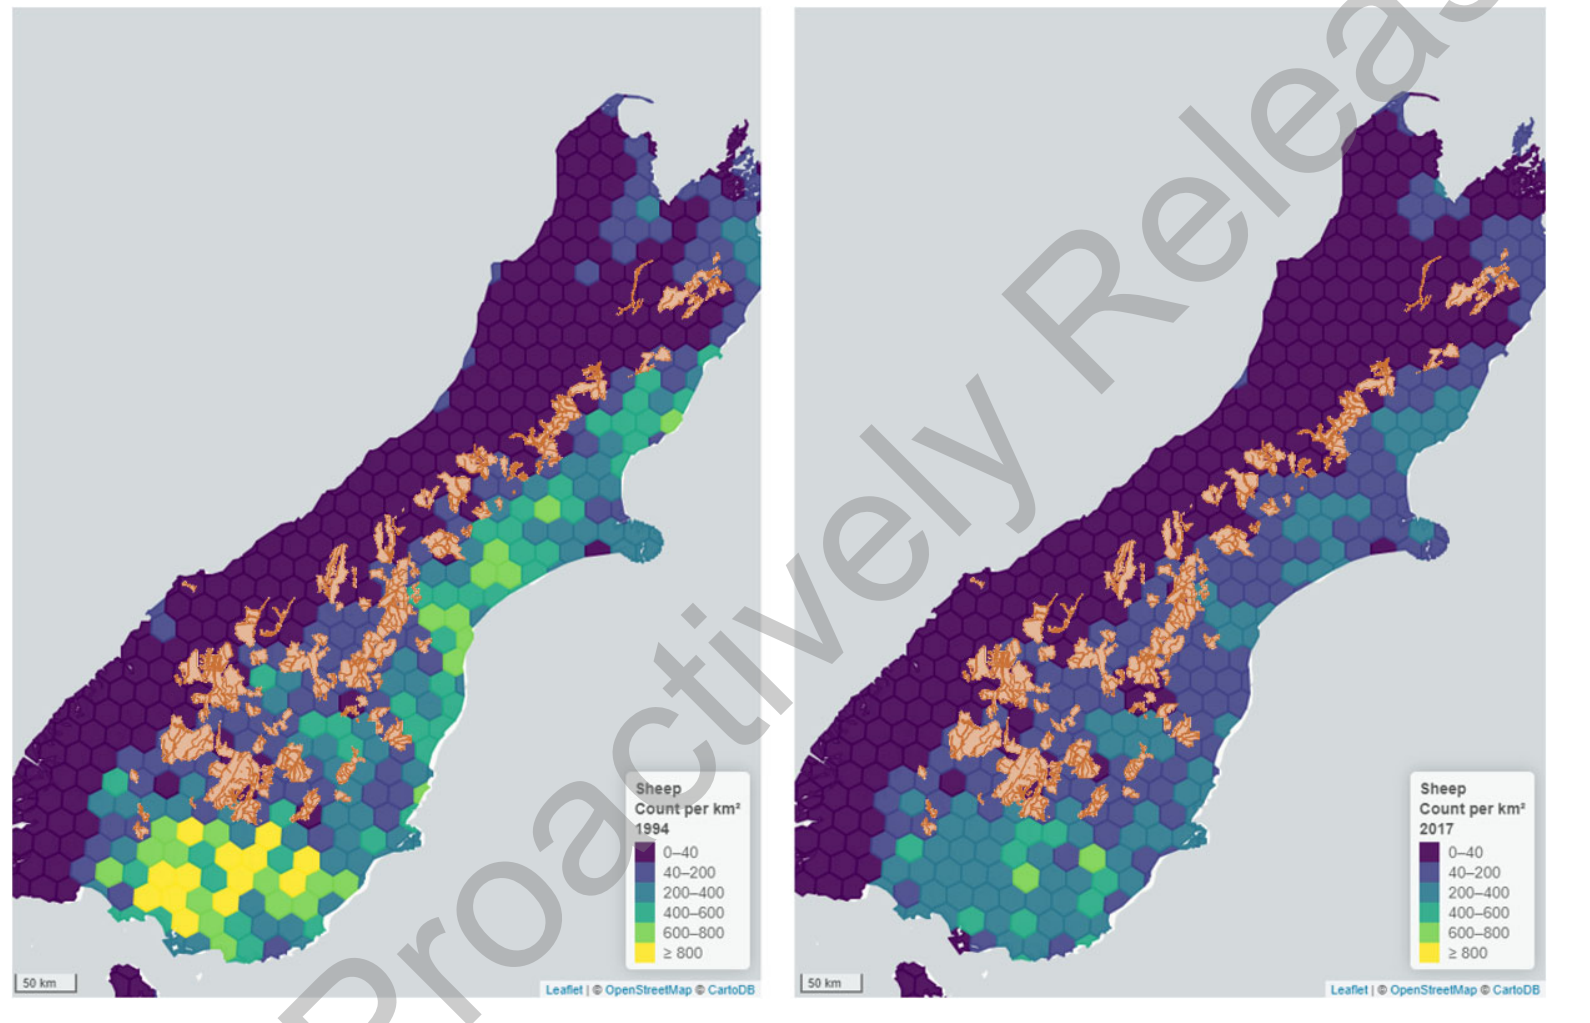 Proactively Releas
Sheep
Count per km²
1994
0–40
40–200
200–400
400–600
600–800
≥ 800
50 km
Leaflet | © OpenStreetMap © CartoDB
Sheep
Count per km²
2017
0–40
40–200
200–400
400–600
600–800
≥ 800
50 km
Leaflet | © OpenStreetMap © CartoDB